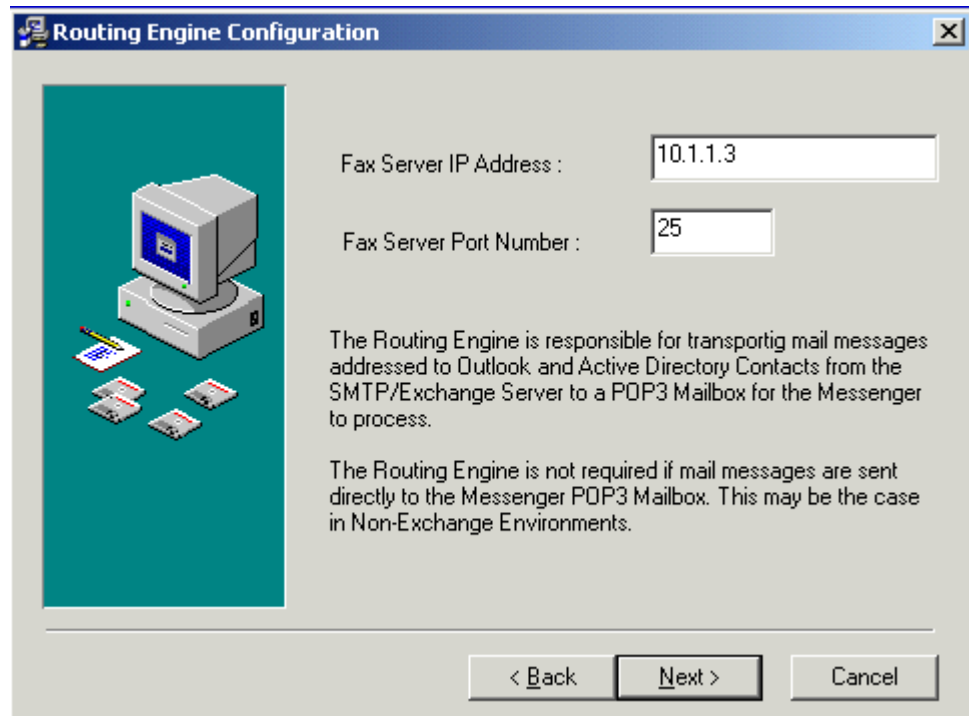 Routing Engine Configuration
Fax Server IP Address :
10.1.1.3
Fax Server Port Number :
25
The Routing Engine is responsible for transportig mail messages
addressed to Outlook and Active Directory Contacts from the
SMTP/Exchange Server to a POP3 Mailbox for the Messenger
to process.
The Routing Engine is not required if mail messages are sent
directly to the Messenger POP3 Mailbox. This may be the case
in Non-Exchange Environments.
< Back
Next >
Cancel